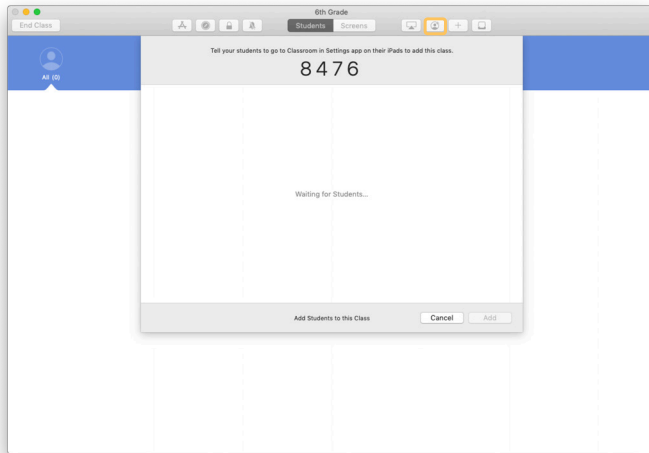 6th Grade
End Class
Students
Screens
Tell your students to go to Classroom in Settings app on their iPads to add this class.
8476
All (0)
Waiting for Students...
Add Students to this Class
Cancel
Add